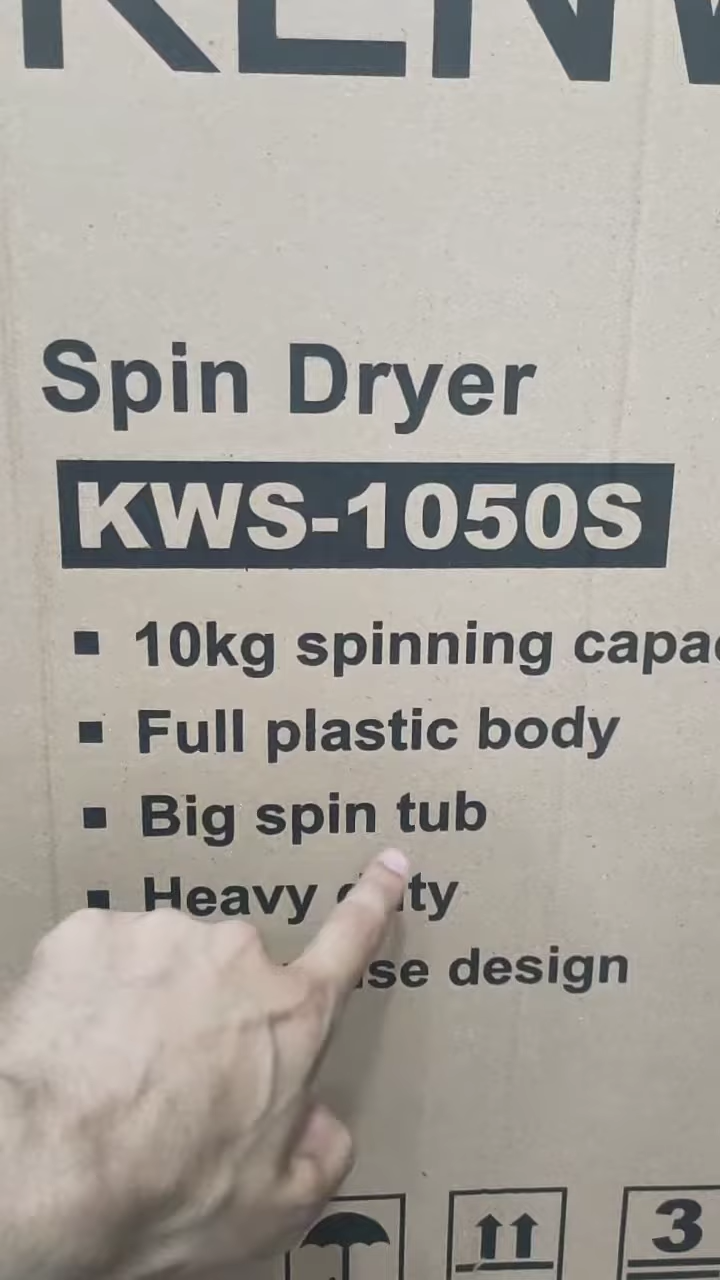 Spin Dryer
KWS-1050S
▪ 10kg spinning
▪ Full plastic body
▪ Big spin tub
▪ Heavy
design
3